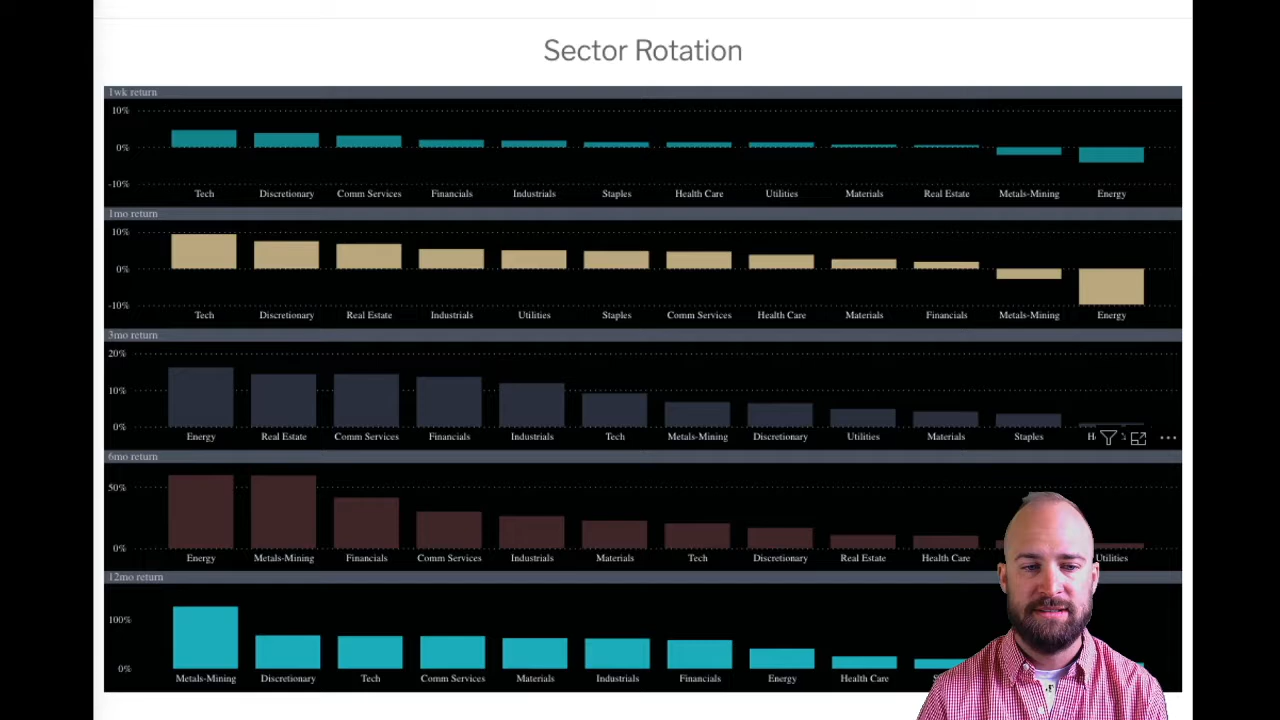 Sector Rotation
1wk return
10%
0%
-10%
Tech Discretionary Comm Services Financials Industrials Staples Health Care Utilities Materials Real Estate Metals-Mining Energy
1mo return
10%
0%
-10%
Tech Discretionary Real Estate Industrials Utilities Staples Comm Services Health Care Materials Financials Metals-Mining Energy
3mo return
20%
10%
0%
Energy Real Estate Comm Services Financials Industrials Tech Metals-Mining Discretionary Utilities Materials Staples
6mo return
50%
0%
Energy Metals-Mining Financials Comm Services Industrials Materials Tech Discretionary Real Estate Health Care Utilities
12mo return
100%
0%
Metals-Mining Discretionary Tech Comm Services Materials Industrials Financials Energy Health Care